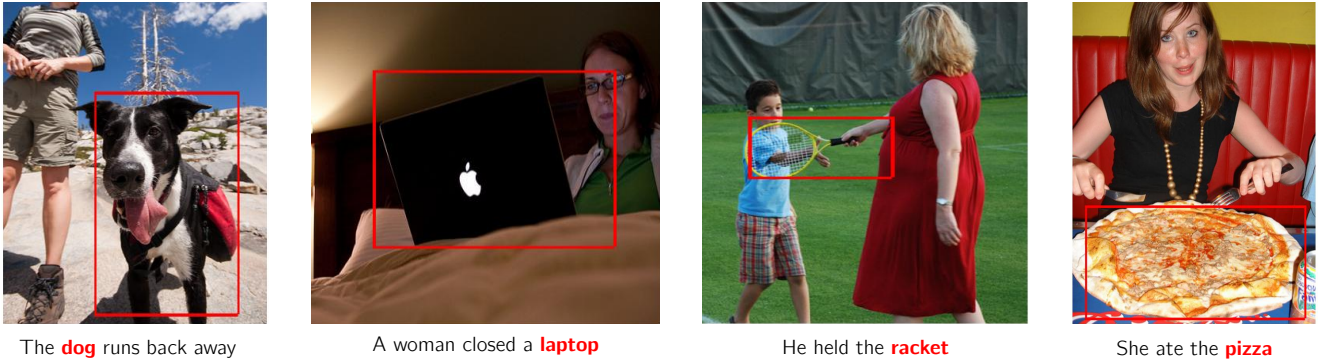 The dog runs back away
A woman closed a laptop
He held the racket
She ate the pizza